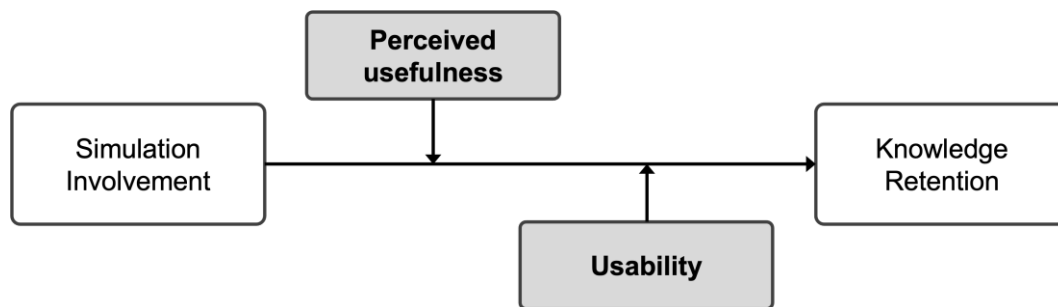 Perceived
usefulness
Simulation
Involvement
Knowledge
Retention
Usability